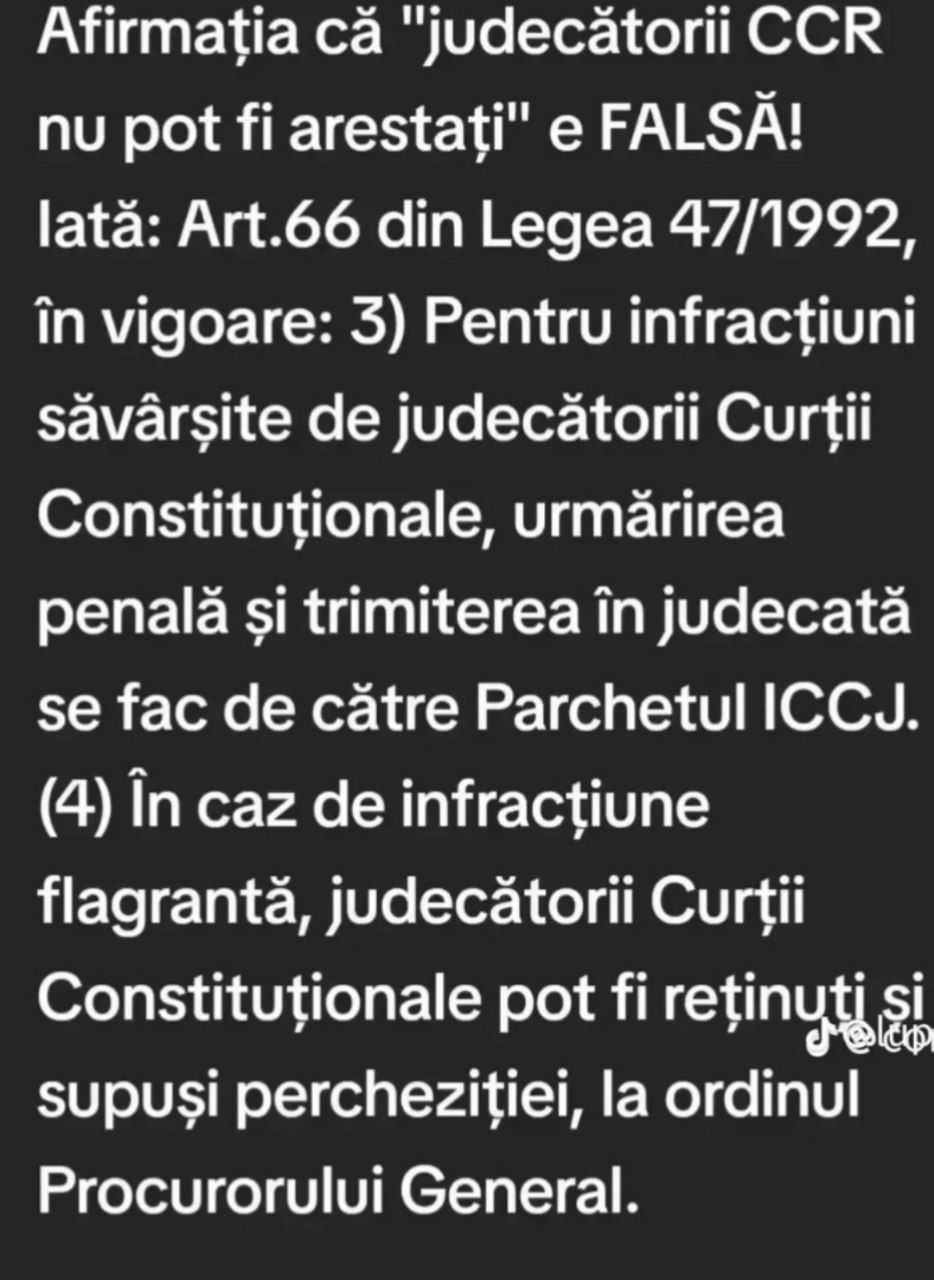 Afirmația că "judecătorii CCR
nu pot fi arestați" e FALSĂ!
Iată: Art.66 din Legea 47/1992,
în vigoare: 3) Pentru infracțiuni
săvârșite de judecătorii Curții
Constituționale, urmărirea
penală și trimiterea în judecată
se fac de către Parchetul ICCJ.
(4) În caz de infracțiune
flagrantă, judecătorii Curții
Constituționale pot fi reținuți și
supuși percheziției, la ordinul
Procurorului General.